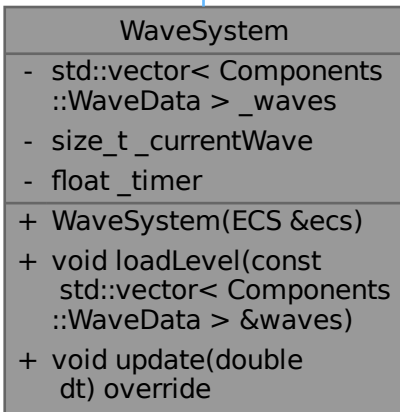 WaveSystem
- std::vector< Components
::WaveData > _waves
- size_t _currentWave
- float _timer
+ WaveSystem(ECS &ecs)
+ void loadLevel(const
std::vector< Components
::WaveData > &waves)
+ void update(double
dt) override